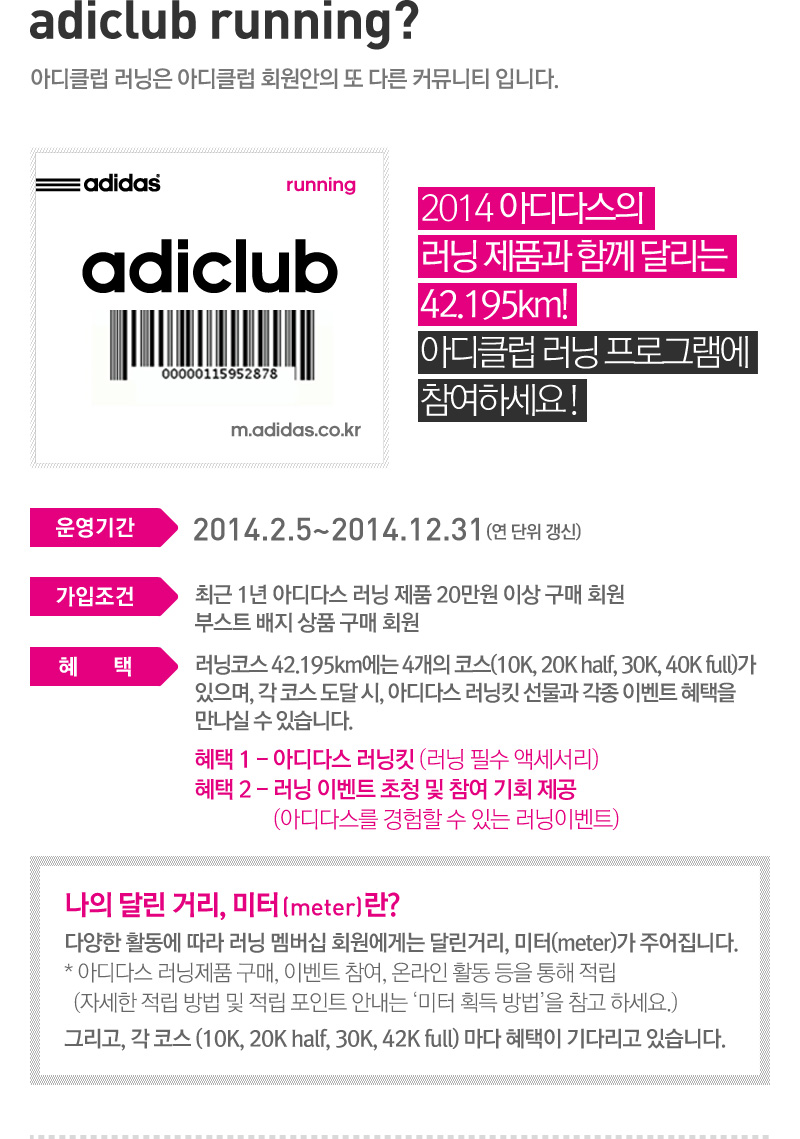 adiclub running?
아디클럽 러닝은 아디클럽 회원안의 또 다른 커뮤니티 입니다.
adidas
running
adiclub
00000115952878
m.adidas.co.kr
2014 아디다스의
러닝 제품과 함께 달리는
42.195km!
아디클럽 러닝 프로그램에
참여하세요!
운영기간
2014.2.5~2014.12.31 (연 단위 갱신)
가입조건
최근 1년 아디다스 러닝 제품 20만원 이상 구매 회원
부스트 배지 상품 구매 회원
혜 택
러닝코스 42.195km에는 4개의 코스(10K, 20K half, 30K, 40K full)가
있으며, 각 코스 도달 시, 아디다스 러닝킷 선물과 각종 이벤트 혜택을
만나실 수 있습니다.
혜택 1 – 아디다스 러닝킷 (러닝 필수 액세서리)
혜택 2 – 러닝 이벤트 초청 및 참여 기회 제공
(아디다스를 경험할 수 있는 러닝이벤트)
나의 달린 거리, 미터(meter)란?
다양한 활동에 따라 러닝 멤버십 회원에게는 달린거리, 미터(meter)가 주어집니다.
* 아디다스 러닝제품 구매, 이벤트 참여, 온라인 활동 등을 통해 적립
(자세한 적립 방법 및 적립 포인트 안내는 ‘미터 획득 방법’을 참고 하세요.)
그리고, 각 코스 (10K, 20K half, 30K, 42K full) 마다 혜택이 기다리고 있습니다.